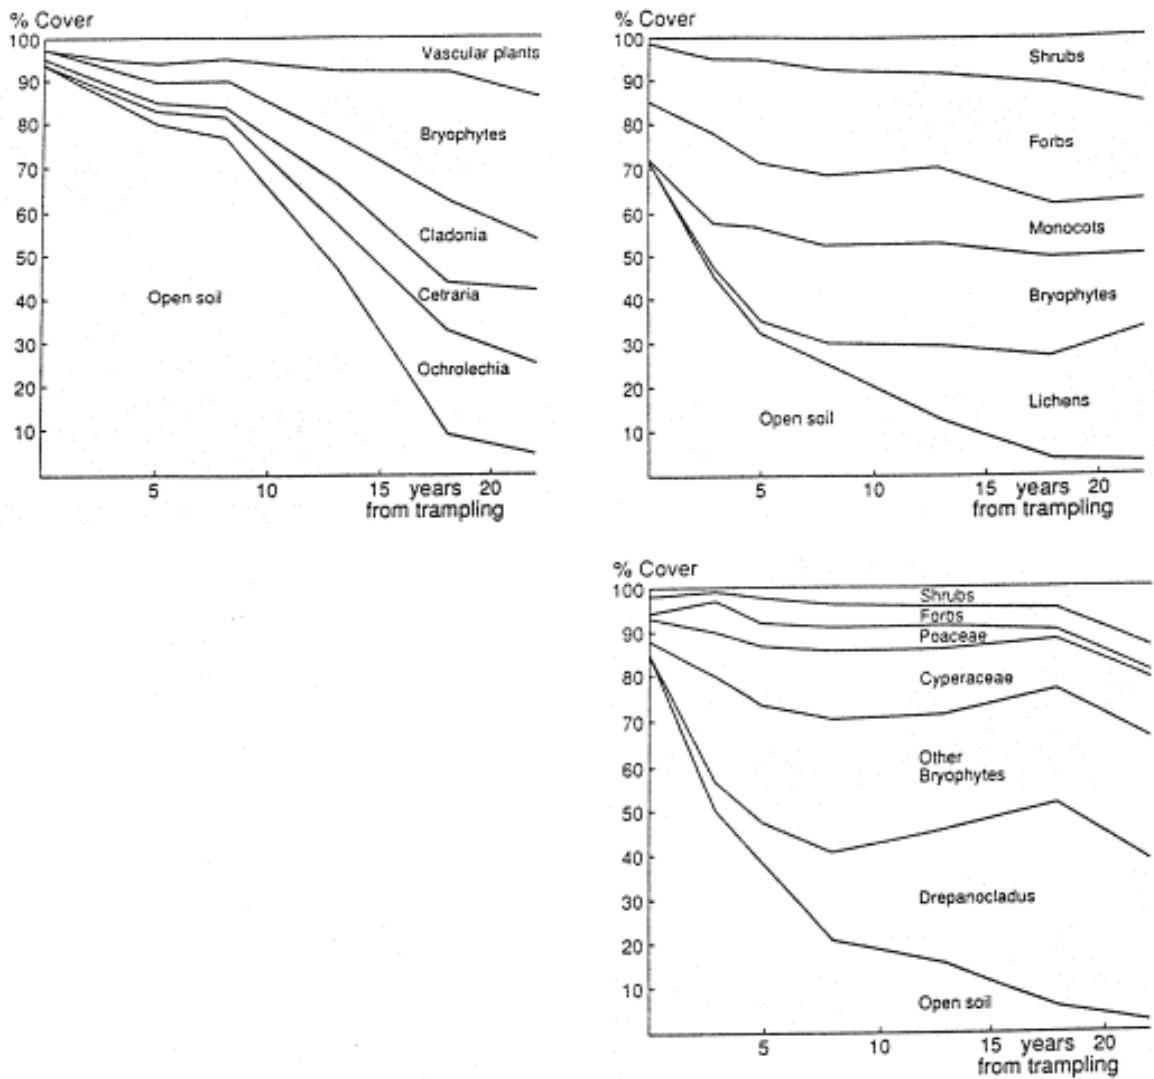 % Cover
100
90
80
70
60
50
40
30
20
10
Vascular plants
Bryophytes
Cladonia
Cetraria
Ochrolechia
Open soil
5 10 15 years 20
from trampling
% Cover
100
90
80
70
60
50
40
30
20
10
Shrubs
Forbs
Monocots
Bryophytes
Lichens
Open soil
5 10 15 years 20
from trampling
% Cover
100
90
80
70
60
50
40
30
20
10
Shrubs
Forbs
Poaceae
Cyperaceae
Other
Bryophytes
Drepanocladus
Open soil
5 10 15 years 20
from trampling